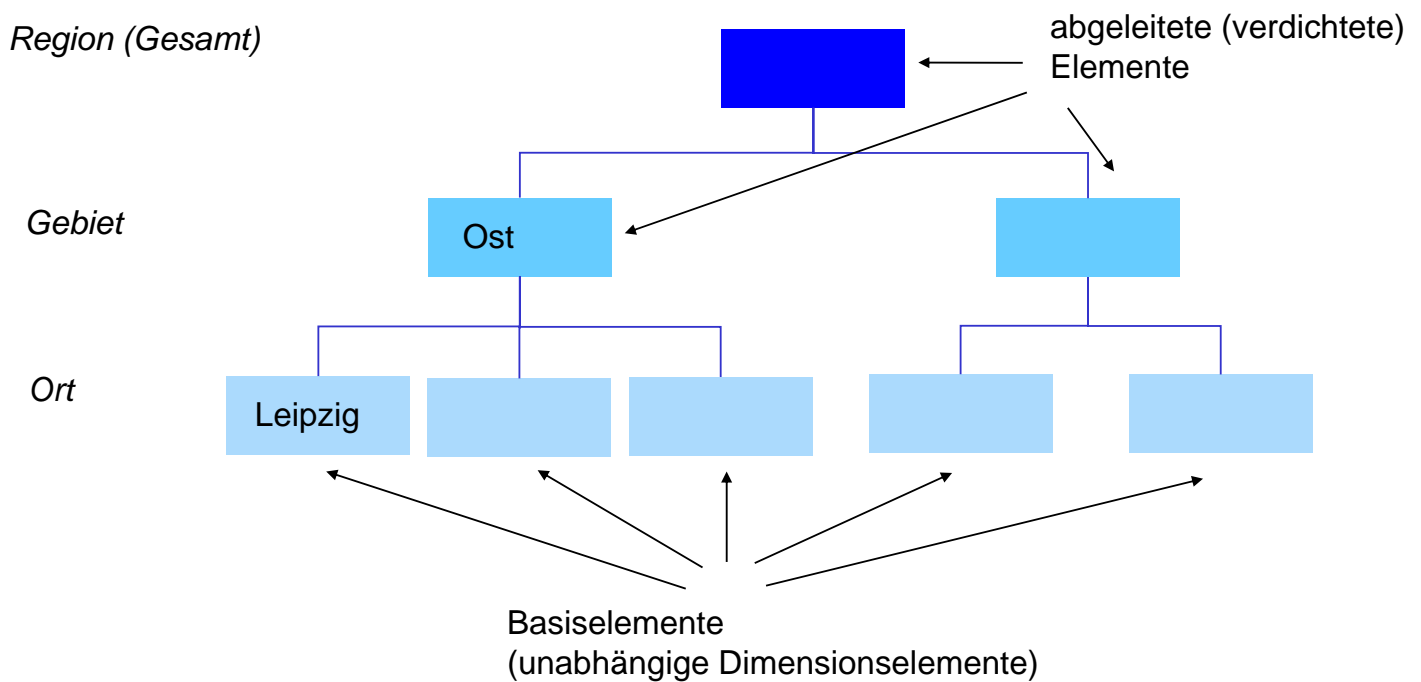 Region (Gesamt)
abgeleitete (verdichtete)
Elemente
Gebiet
Ost
Ort
Leipzig
Basiselemente
(unabhängige Dimensionselemente)